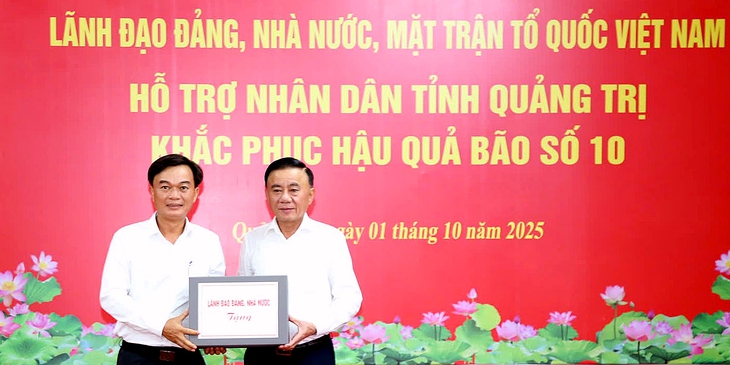 LÃNH ĐẠO ĐẢNG, NHÀ NƯỚC, MẶT TRẬN TỔ QUỐC VIỆT NAM
HỖ TRỢ NHÂN DÂN TỈNH QUẢNG TRỊ
KHẮC PHỤC HẬU QUẢ BÃO SỐ 10
ngày 01 tháng 10 năm 2025
LÃNH ĐẠO ĐẢNG, NHÀ NƯỚC
Tặng